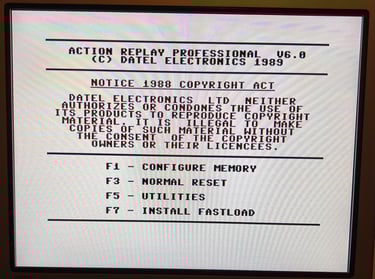 ACTION REPLAY PROFESSIONAL V6.0
(C) DATEL ELECTRONICS 1989
NOTICE 1988 COPYRIGHT ACT
DATEL ELECTRONICS LTD NEITHER
AUTHORIZES OR CONDONES THE USE OF
ITS PRODUCTS TO REPRODUCE COPYRIGHT
MATERIAL. IT IS ILLEGAL TO MAKE
COPIES OF SUCH MATERIAL WITHOUT
THE CONSENT OF THE COPYRIGHT
OWNERS OR THEIR LICENCEES.
F1 - CONFIGURE MEMORY
F3 - NORMAL RESET
F5 - UTILITIES
F7 - INSTALL FASTLOAD